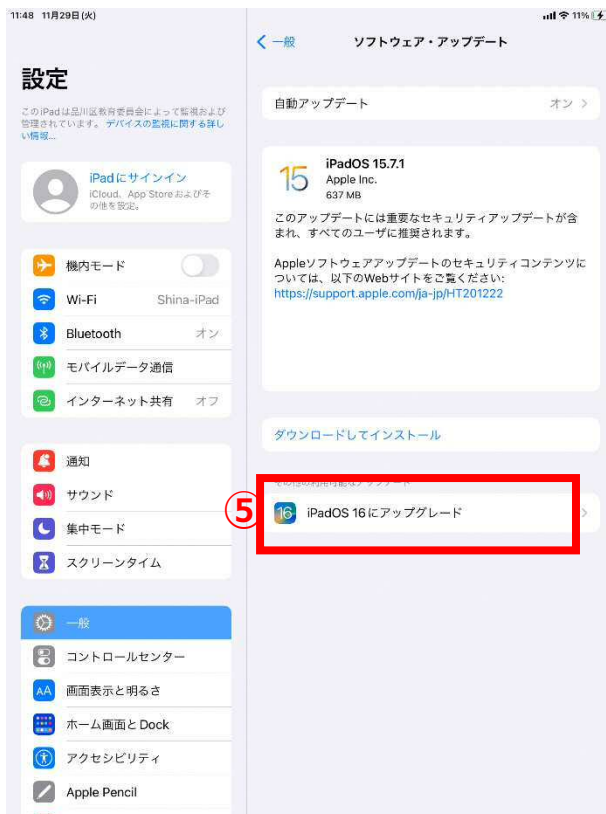 11:48 11月29日(火)
11%
一般
ソフトウェア・アップデート
設定
このiPadは品川区教育委員会によって監視および
管理されています。デバイスの監視に関する詳し
い情報...
iPadにサインイン
iCloud、App Storeおよびそ
の他を設定。
機内モード
Wi-Fi Shina-iPad
Bluetooth オン
モバイルデータ通信
インターネット共有 オフ
通知
サウンド
集中モード
スクリーンタイム
一般
コントロールセンター
AA 画面表示と明るさ
ホーム画面とDock
アクセシビリティ
Apple Pencil
自動アップデート オン
15
iPadOS 15.7.1
Apple Inc.
637 MB
このアップデートには重要なセキュリティアップデートが含
まれ、すべてのユーザに推奨されます。
Appleソフトウェアアップデートのセキュリティコンテンツに
ついては、以下のWebサイトをご覧ください:
https://support.apple.com/ja-jp/HT201222
ダウンロードしてインストール
その他の利用可能なアップデート
⑤
16 iPadOS 16にアップグレード